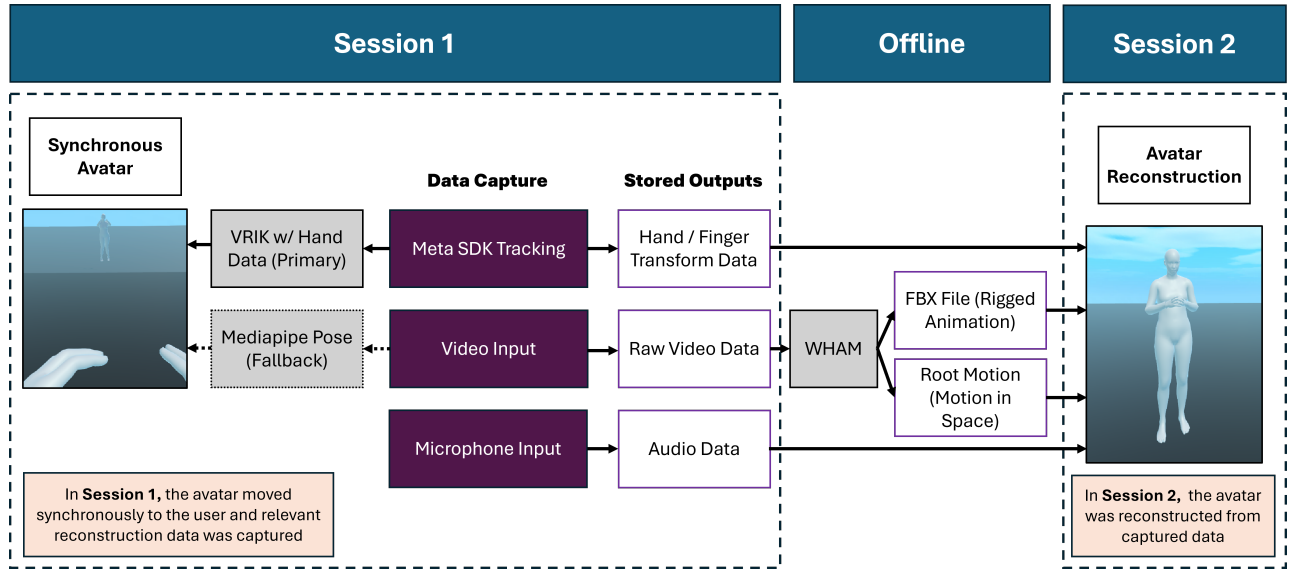 Session 1
Offline
Session 2
Synchronous
Avatar
Data Capture
Stored Outputs
Avatar
Reconstruction
VRIK w/ Hand
Data (Primary)
Meta SDK Tracking
Hand / Finger
Transform Data
FBX File (Rigged
Animation)
Mediapipe Pose
(Fallback)
Video Input
Raw Video Data
WHAM
Root Motion
(Motion in
Space)
Microphone Input
Audio Data
In Session 1, the avatar moved
synchronously to the user and relevant
reconstruction data was captured
In Session 2, the avatar
was reconstructed from
captured data